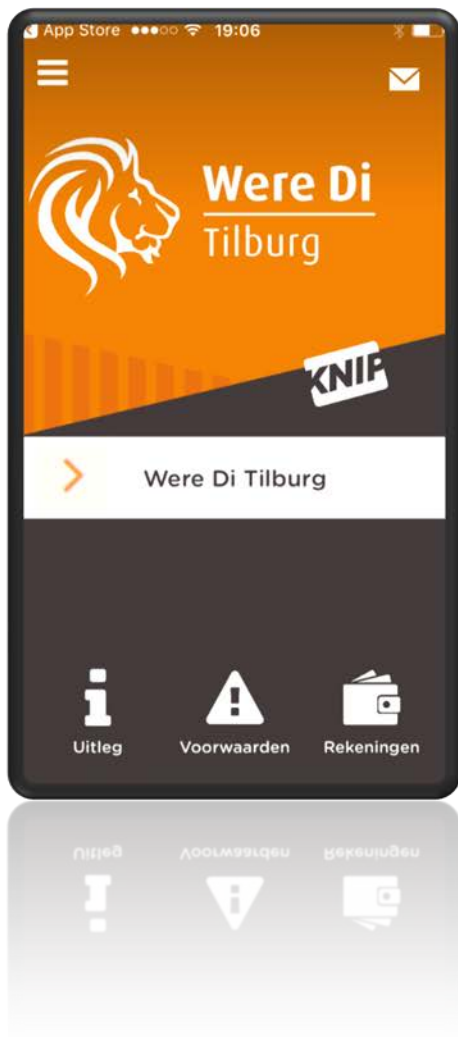 App Store 19:06
Were Di
Tilburg
KNIP
Were Di Tilburg
Uitleg Voorwaarden Rekeningen
Uitleg Voorwaarden Rekeningen